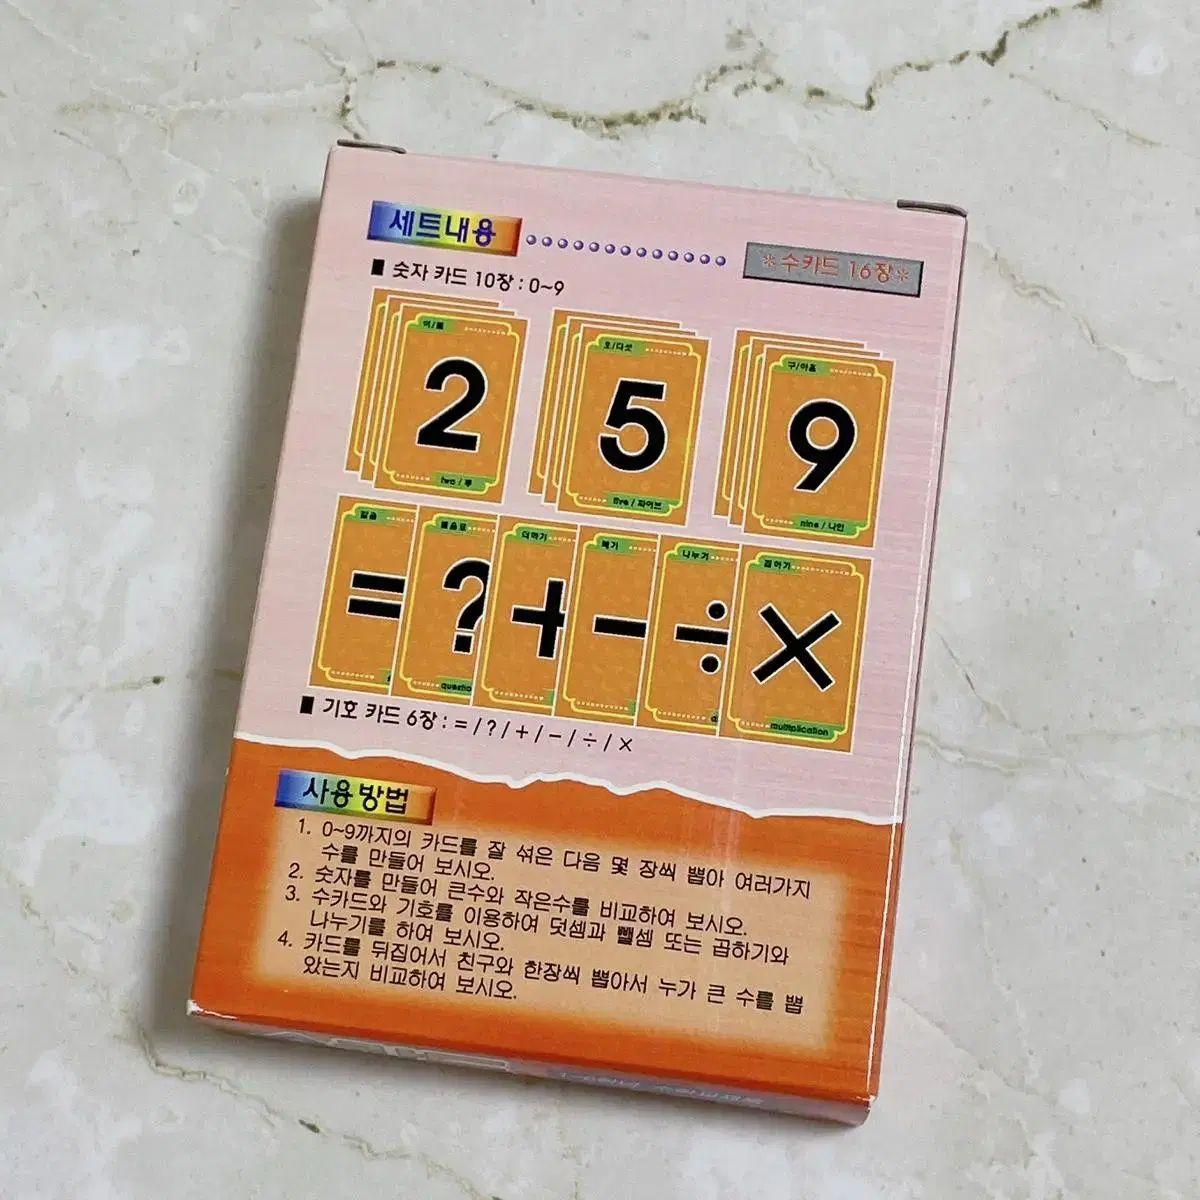 세트내용
※수카드 16장※
■ 숫자 카드 10장 : 0~9
이/둘
2
two / 투
오/다섯
5
five / 파이브
구/아홉
9
nine / 나인
같음
=
물음표
?
questio
더하기
+
빼기
−
나누기
÷
곱하기
×
multiplication
■ 기호 카드 6장 : = / ? / + / − / ÷ / ×
사용방법
1. 0~9까지의 카드를 잘 섞은 다음 몇 장씩 뽑아 여러가지
수를 만들어 보시오.
2. 숫자를 만들어 큰수와 작은수를 비교하여 보시오.
3. 수카드와 기호를 이용하여 덧셈과 뺄셈 또는 곱하기와
나누기를 하여 보시오.
4. 카드를 뒤집어서 친구와 한장씩 뽑아서 누가 큰 수를 뽑
았는지 비교하여 보시오.